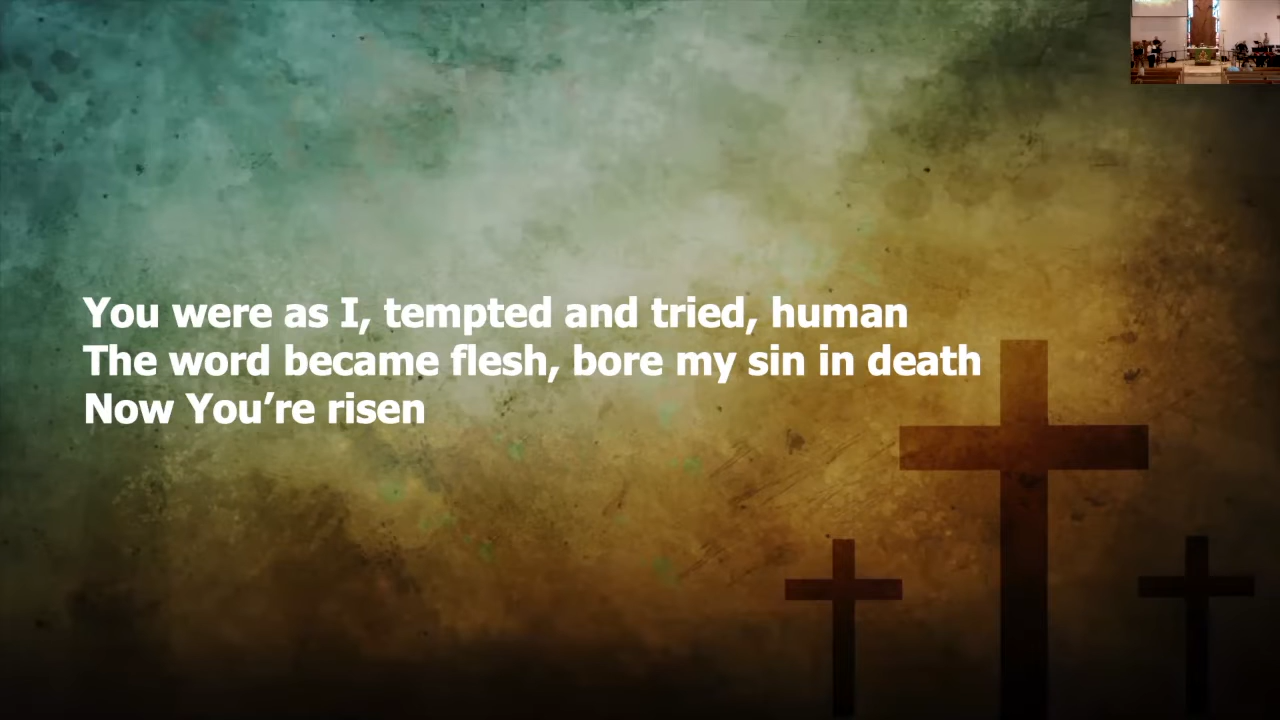 You were as I, tempted and tried, human
The word became flesh, bore my sin in death
Now You’re risen